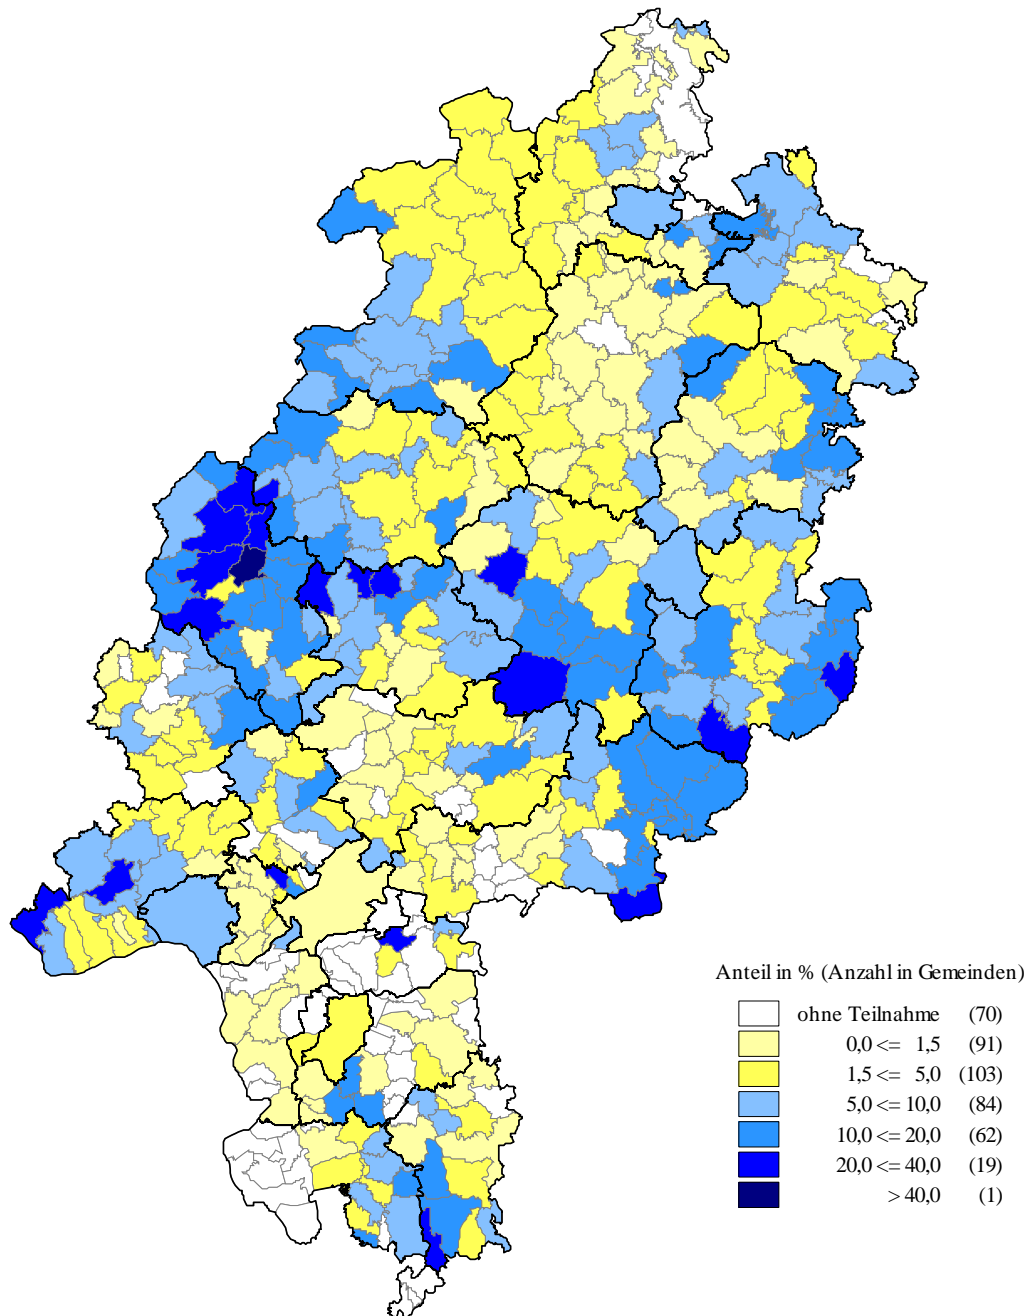 Anteil in % (Anzahl in Gemeinden)
ohne Teilnahme (70)
0,0 <= 1,5 (91)
1,5 <= 5,0 (103)
5,0 <= 10,0 (84)
10,0 <= 20,0 (62)
20,0 <= 40,0 (19)
> 40,0 (1)